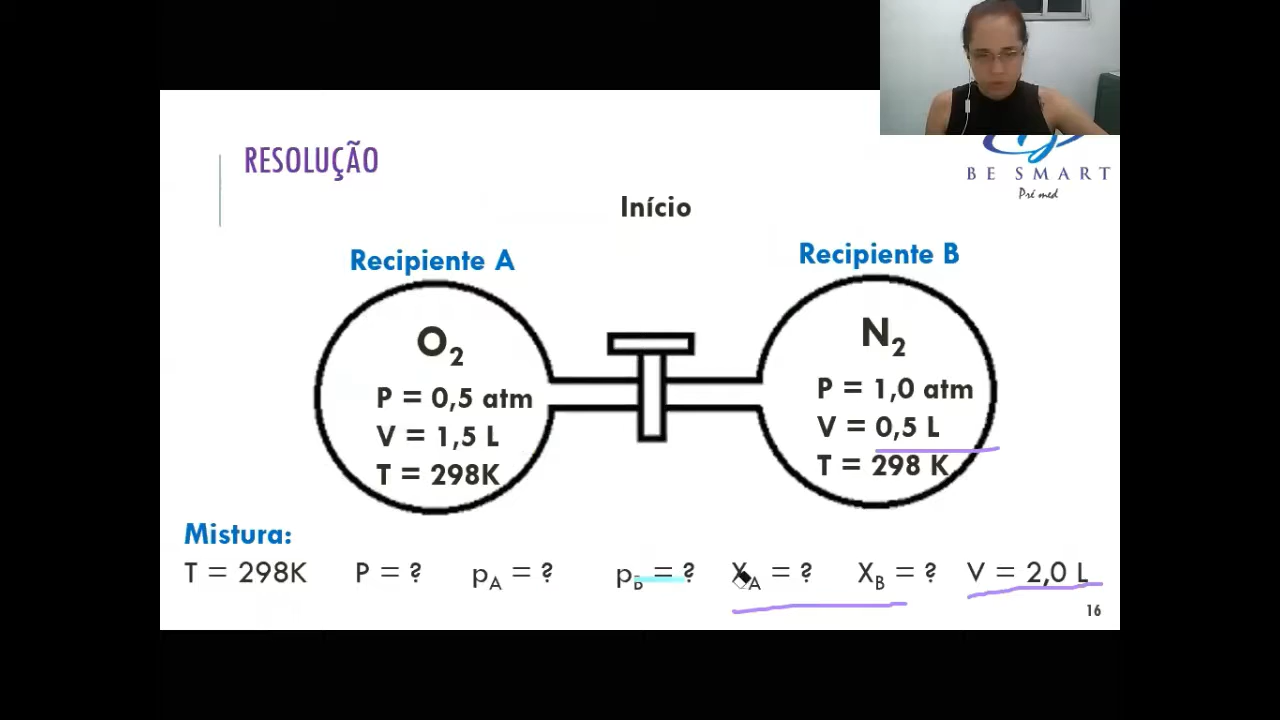 RESOLUÇÃO
BE SMART
Pré med
Início
Recipiente A
Recipiente B
O2
P = 0,5 atm
V = 1,5 L
T = 298K
N2
P = 1,0 atm
V = 0,5 L
T = 298 K
Mistura:
T = 298K P = ? pA = ? pB = ? XA = ? XB = ? V = 2,0 L
16